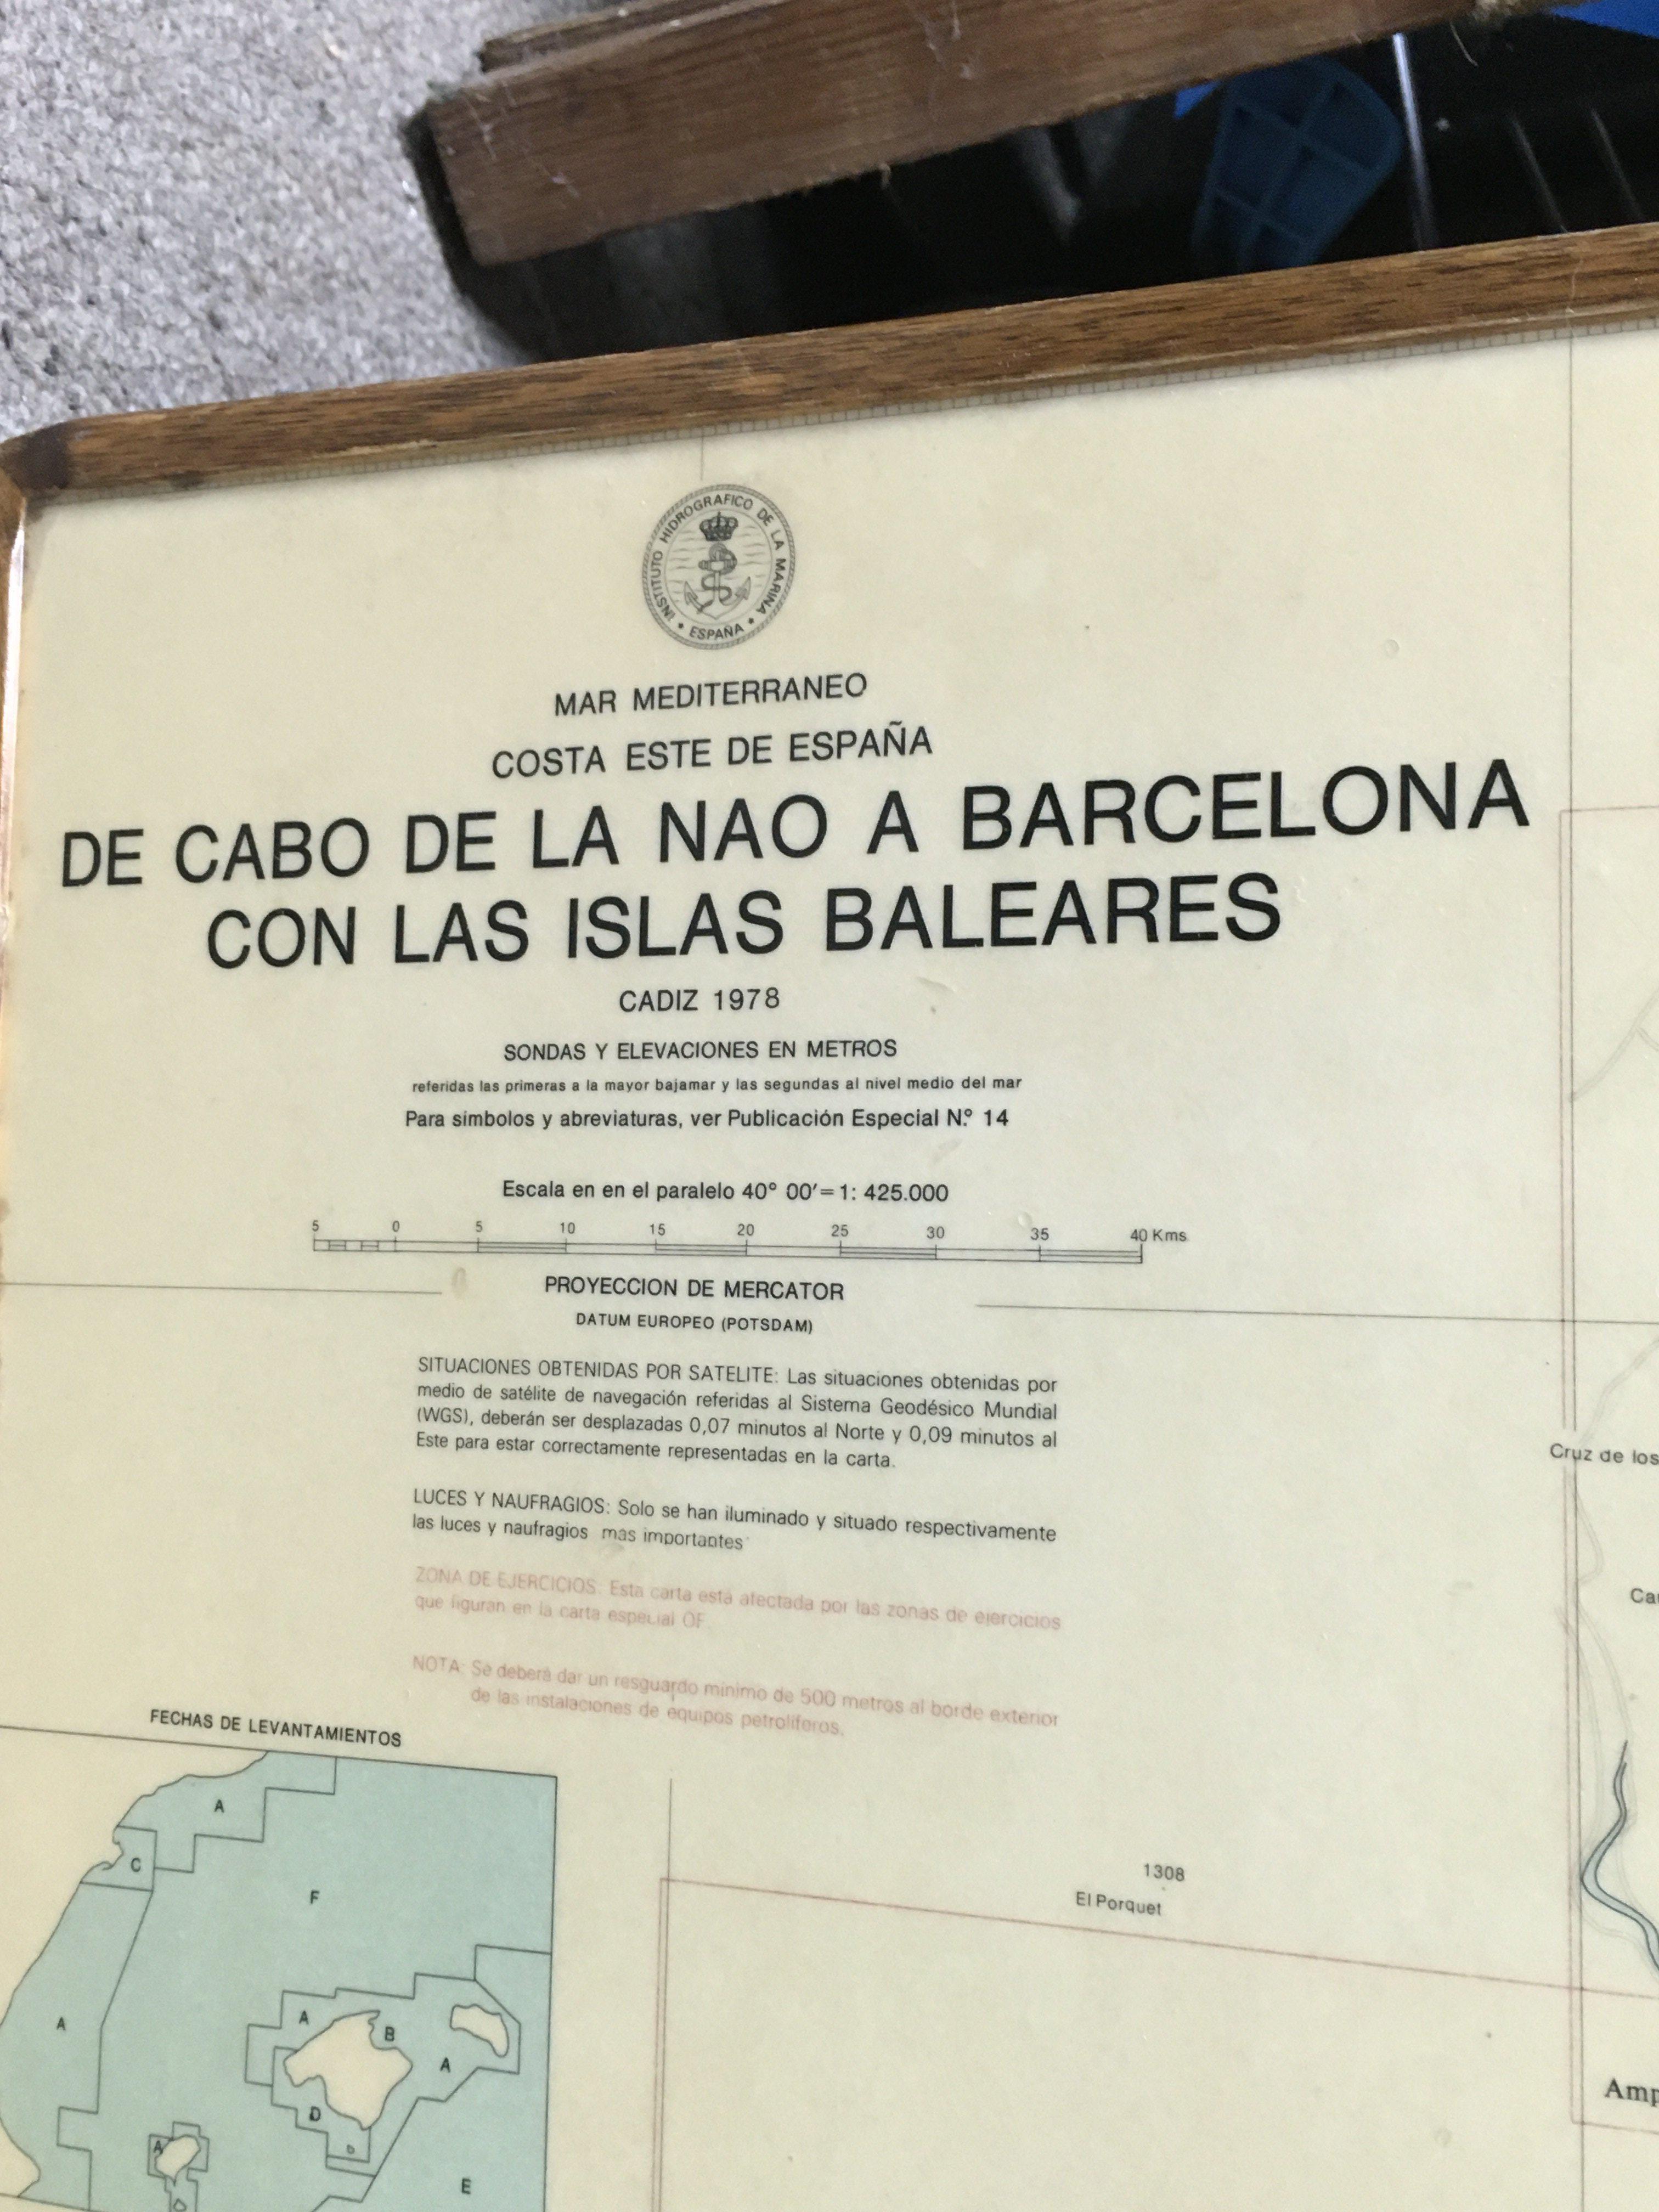 INSTITUTO HIDROGRAFICO DE LA MARINA
• ESPAÑA •
MAR MEDITERRANEO
COSTA ESTE DE ESPAÑA
DE CABO DE LA NAO A BARCELONA
CON LAS ISLAS BALEARES
CADIZ 1978
SONDAS Y ELEVACIONES EN METROS
referidas las primeras a la mayor bajamar y las segundas al nivel medio del mar
Para símbolos y abreviaturas, ver Publicación Especial N.º 14
Escala en en el paralelo 40° 00′=1: 425.000
5 0 5 10 15 20 25 30 35 40 Kms
PROYECCION DE MERCATOR
DATUM EUROPEO (POTSDAM)
SITUACIONES OBTENIDAS POR SATELITE: Las situaciones obtenidas por
medio de satélite de navegación referidas al Sistema Geodésico Mundial
(WGS), deberán ser desplazadas 0,07 minutos al Norte y 0,09 minutos al
Este para estar correctamente representadas en la carta.
LUCES Y NAUFRAGIOS: Solo se han iluminado y situado respectivamente
las luces y naufragios mas importantes
ZONA DE EJERCICIOS: Esta carta está afectada por las zonas de ejercicios
que figuran en la carta especial OF.
NOTA: Se deberá dar un resguardo mínimo de 500 metros al borde exterior
de las instalaciones de equipos petrolíferos.
Cruz de los
Ca
FECHAS DE LEVANTAMIENTOS
A
C
F
A
A
B
A
D
D
A
E
1308
El Porquet
Amp